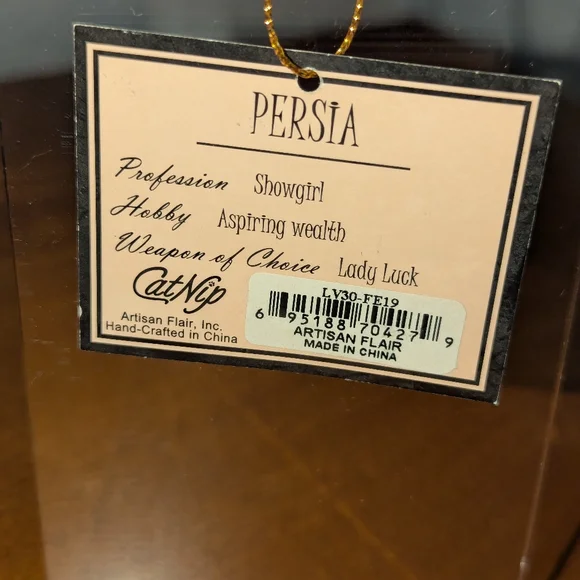 PERSIA
Profession Showgirl
Hobby Aspiring wealth
Weapon of Choice Lady Luck
CatNip
Artisan Flair, Inc.
Hand-Crafted in China
LV30-FE19
6 95188 70427 9
ARTISAN FLAIR
MADE IN CHINA